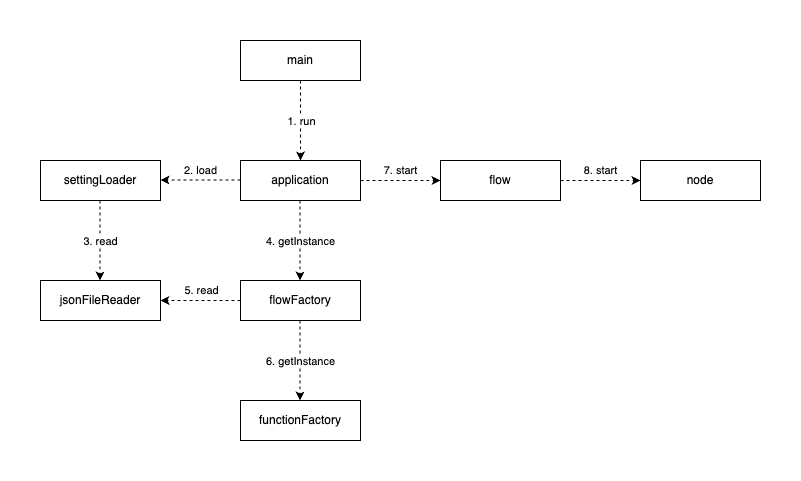 main
1. run
settingLoader
2. load
application
7. start
flow
8. start
node
3. read
4. getInstance
jsonFileReader
5. read
flowFactory
6. getInstance
functionFactory